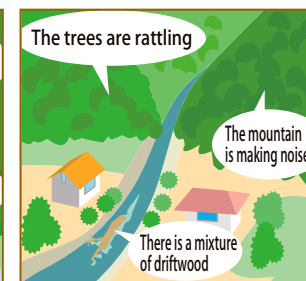 The trees are rattling
The mountain
is making noise
There is a mixture
of driftwood